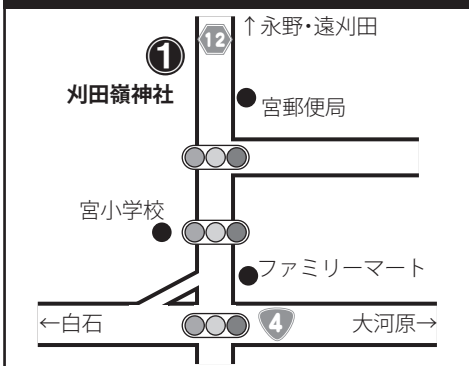 ↑永野・遠刈田
12
❶
刈田嶺神社
宮郵便局
宮小学校
ファミリーマート
←白石
4
大河原→